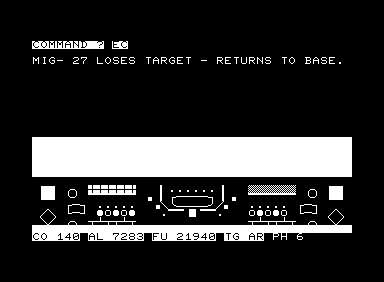 COMMAND ? EC
MIG- 27 LOSES TARGET - RETURNS TO BASE.
CO 140 AL 7283 FU 21940 TG AR PH 6